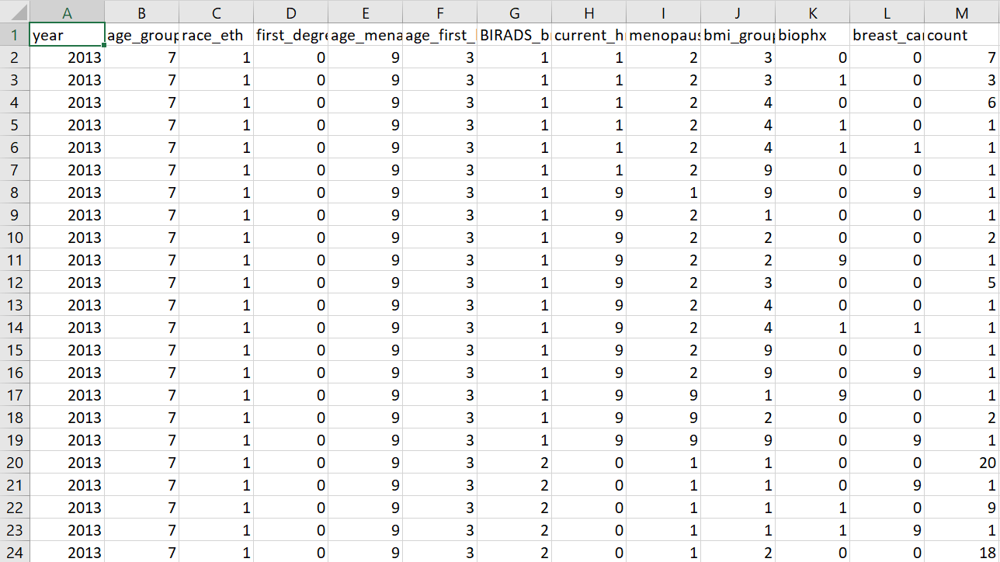 A B C D E F G H I J K L M
1 year age_group race_eth first_degre age_mena age_first_ BIRADS_b current_h menopaus bmi_group biophx breast_can count
2 2013 7 1 0 9 3 1 1 2 3 0 0 7
3 2013 7 1 0 9 3 1 1 2 3 1 0 3
4 2013 7 1 0 9 3 1 1 2 4 0 0 6
5 2013 7 1 0 9 3 1 1 2 4 1 0 1
6 2013 7 1 0 9 3 1 1 2 4 1 1 1
7 2013 7 1 0 9 3 1 1 2 9 0 0 1
8 2013 7 1 0 9 3 1 9 1 9 0 9 1
9 2013 7 1 0 9 3 1 9 2 1 0 0 1
10 2013 7 1 0 9 3 1 9 2 2 0 0 2
11 2013 7 1 0 9 3 1 9 2 2 9 0 1
12 2013 7 1 0 9 3 1 9 2 3 0 0 5
13 2013 7 1 0 9 3 1 9 2 4 0 0 1
14 2013 7 1 0 9 3 1 9 2 4 1 1 1
15 2013 7 1 0 9 3 1 9 2 9 0 0 1
16 2013 7 1 0 9 3 1 9 2 9 0 9 1
17 2013 7 1 0 9 3 1 9 9 1 9 0 1
18 2013 7 1 0 9 3 1 9 9 2 0 0 2
19 2013 7 1 0 9 3 1 9 9 9 0 9 1
20 2013 7 1 0 9 3 2 0 1 1 0 0 20
21 2013 7 1 0 9 3 2 0 1 1 0 9 1
22 2013 7 1 0 9 3 2 0 1 1 1 0 9
23 2013 7 1 0 9 3 2 0 1 1 1 9 1
24 2013 7 1 0 9 3 2 0 1 2 0 0 18